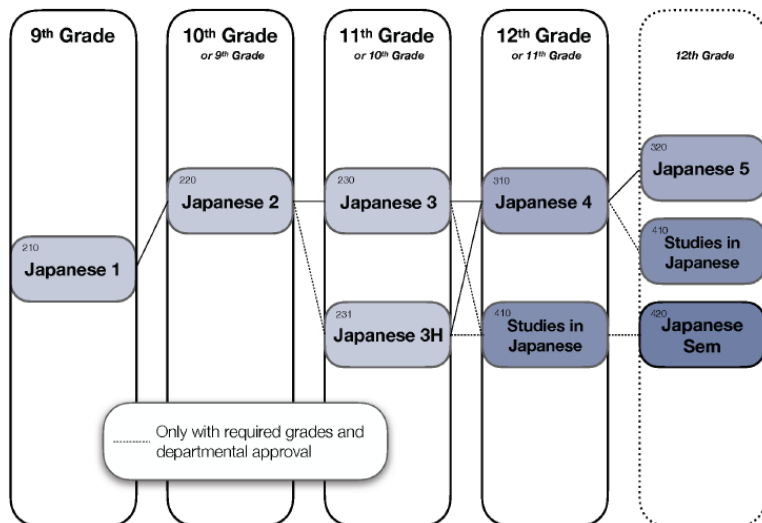 9th Grade
10th Grade
or 9th Grade
11th Grade
or 10th Grade
12th Grade
or 11th Grade
12th Grade
210
Japanese 1
220
Japanese 2
230
Japanese 3
231
Japanese 3H
310
Japanese 4
410
Studies in
Japanese
320
Japanese 5
410
Studies in
Japanese
420
Japanese
Sem
Only with required grades and
departmental approval